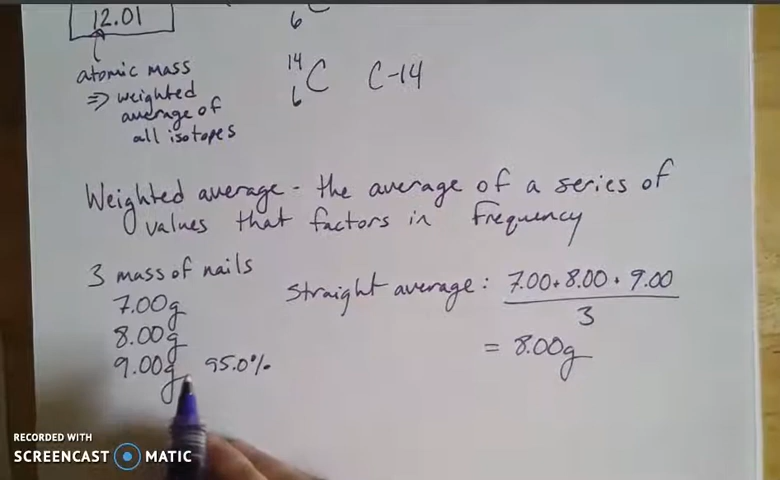 12.01
6
atomic mass
⇒ weighted
average of
all isotopes
14
6 C C-14
Weighted average - the average of a series of
values that factors in frequency
3 mass of nails
7.00g
8.00g
9.00g 95.0%
Straight average: 7.00+8.00+9.00
3
= 8.00g
RECORDED WITH
SCREENCAST MATIC